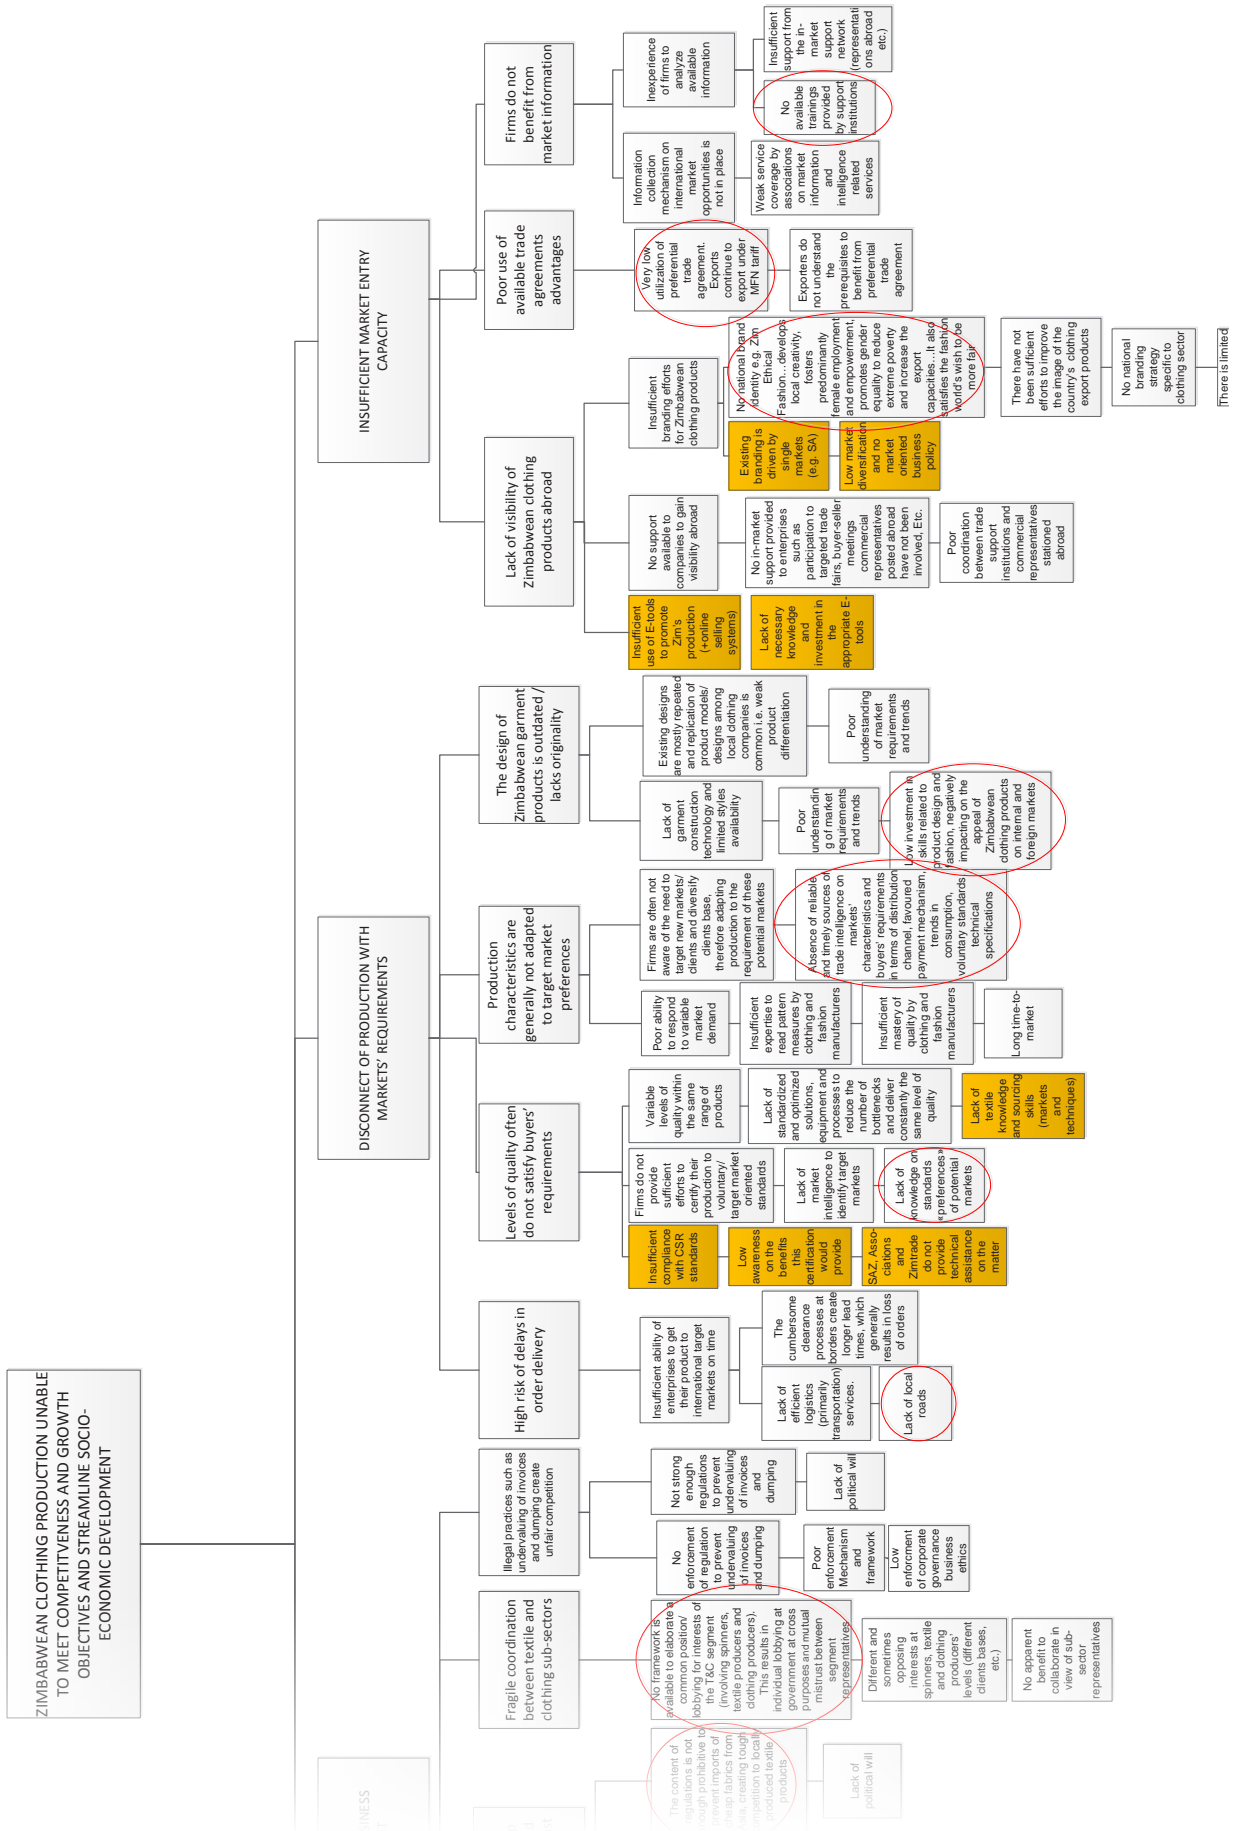 ZIMBABWEAN CLOTHING PRODUCTION UNABLE
TO MEET COMPETITIVENESS AND GROWTH
OBJECTIVES AND STREAMLINE SOCIO-
ECONOMIC DEVELOPMENT
INESS
DISCONNECT OF PRODUCTION WITH
MARKETS' REQUIREMENTS
INSUFFICIENT MARKET ENTRY
CAPACITY
The content of
regulations is not
prohibitive to
prevent imports of
fabrics from
creating tough
competition to locally
produced textile
products
Lack of
political will
Fragile coordination
between textile and
clothing sub-sectors
No framework is
available to elaborate a
common position/
lobbying for interests of
the T&C segment
(involving spinners,
textile producers and
clothing producers).
This results in
individual lobbying at
government at cross
purposes and mutual
mistrust between
segment
representatives
Different and
sometimes
opposing
interests at
spinners, textile
and clothing
producers'
levels (different
clients bases,
etc.)
No apparent
benefit to
collaborate in
view of sub-
sector
representatives
Illegal practices such as
undervaluing of invoices
and dumping create
unfair competition
No
enforcement
of regulation
to prevent
undervaluing
of invoices
and dumping
Poor
enforcement
Mechanism
and
framework
Low
enforcment
of corporate
governance
business
ethics
Not strong
enough
regulations
to prevent
undervaluing
of invoices
and
dumping
Lack of
political will
High risk of delays in
order delivery
Insufficient ability of
enterprises to get
their product to
international target
markets on time
Lack of
efficient
logistics
(primarily
transportation)
services.
Lack of local
roads
The
cumbersome
clearance
processes at
borders create
longer lead
times, which
generally
results in loss
of orders
Levels of quality often
do not satisfy buyers'
requirements
Insufficient
compliance
with CSR
standards
Low
awareness
on the
benefits
this
certification
would
provide
SAZ, Asso-
ciations
and
Zimtrade
do not
provide
technical
assistance
on the
matter
Firms do not
provide
sufficient
efforts to
certify their
production to
voluntary/
target market
oriented
standards
Lack of
market
intelligence to
identify target
markets
Lack of
knowledge on
standards
«preferences»
of potential
markets
Variable
levels of
quality within
the same
range of
products
Lack of
standardized
and optimized
solutions,
equipment and
processes to
reduce the
number of
bottlenecks
and deliver
constantly the
same level of
quality
Lack of
textile
knowledge
and sourcing
skills
(markets
and
techniques)
Production
characteristics are
generally not adapted
to target market
preferences
Poor ability
to respond
to variable
market
demand
Insufficient
expertise to
read pattern
measures by
clothing and
fashion
manufacturers
Insufficient
mastery of
quality by
clothing and
fashion
manufacturers
Long time-to-
market
Firms are often not
aware of the need to
target new markets/
clients and diversify
clients base,
therefore adapting
production to the
requirement of these
potential markets
Absence of reliable
and timely sources of
trade intelligence on
markets'
characteristics and
buyers' requirements
in terms of distribution
channel, favoured
payment mechanism,
trends in
consumption,
voluntary standards,
technical
specifications
The design of
Zimbabwean garment
products is outdated /
lacks originality
Lack of
garment
construction
technology and
limited styles
availability
Poor
understandin
g of market
requirements
and trends
Low investment in
skills related to
product design and
fashion, negatively
impacting on the
appeal of
Zimbabwean
clothing products
on internal and
foreign markets
Existing designs
are mostly repeated
and replication of
product models/
designs among
local clothing
companies is
common i.e. weak
product
differentiation
Poor
understanding
of market
requirements
and trends
Lack of visibility of
Zimbabwean clothing
products abroad
Insufficient
use of E-tools
to promote
Zim's
production
(+online
selling
systems)
Lack of
necessary
knowledge
and
investment in
the
appropriate E-
tools
No support
available to
companies to gain
visibility abroad
No in-market
support provided
to enterprises
such as
participation to
targeted trade
fairs, buyer-seller
meetings
commercial
representatives
posted abroad
have not been
involved, Etc.
Poor
coordination
between trade
support
institutions and
commercial
representatives
stationed
abroad
Insufficient
branding efforts
for Zimbabwean
clothing products
Existing
branding is
driven by
single
markets
(e.g. SA)
Low market
diversification
and no
market
oriented
business
policy
No national brand
identity e.g. Zim
Ethical
Fashion…develops
local creativity,
fosters
predominantly
female employment
and empowerment,
promotes gender
equality to reduce
extreme poverty
and increase the
export
capacities…It also
satisfies the fashion
world's wish to be
more fair
There have not
been sufficient
efforts to improve
the image of the
country's clothing
export products
No national
branding
strategy
specific to
clothing sector
There is limited
Poor use of
available trade
agreements
advantages
Very low
utilization of
preferential
trade
agreement.
Exports
continue to
export under
MFN tariff
Exporters do
not understand
the
prerequisites to
benefit from
preferential
trade
agreement
Firms do not
benefit from
market information
Information
collection
mechanism on
international
market
opportunities is
not in place
Weak service
coverage by
associations
on market
information
and
intelligence
related
services
Inexperience
of firms to
analyze
available
information
No
available
trainings
provided
by support
institutions
Insufficient
support from
the in-
market
support
network
(representati
ons abroad
etc.)